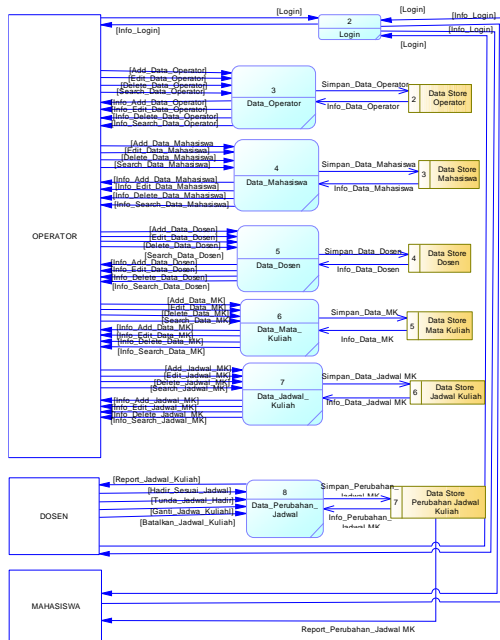 [Login]
[Info_Login]
2
Login
[Login]
[Info_Login]
[Info_Login]
[Login]
OPERATOR
[Add_Data_Operator]
[Edit_Data_Operator]
[Delete_Data_Operator]
[Search_Data_Operator]
[Info_Add_Data_Operator]
[Info_Edit_Data_Operator]
[Info_Delete_Data_Operator]
[Info_Search_Data_Operator]
3
Data_Operator
Simpan_Data_Operator
Info_Data_Operator
2
Data Store
Operator
[Add_Data_Mahasiswa]
[Edit_Data_Mahasiswa]
[Delete_Data_Mahasiswa]
[Search_Data_Mahasiswa]
[Info_Add_Data_Mahasiswa]
[Info_Edit_Data_Mahasiswa]
[Info_Delete_Data_Mahasiswa]
[Info_Search_Data_Mahasiswa]
4
Data_Mahasiswa
Simpan_Data_Mahasiswa
Info_Data_Mahasiswa
3
Data Store
Mahasiswa
[Add_Data_Dosen]
[Edit_Data_Dosen]
[Delete_Data_Dosen]
[Search_Data_Dosen]
[Info_Add_Data_Dosen]
[Info_Edit_Data_Dosen]
[Info_Delete_Data_Dosen]
[Info_Search_Data_Dosen]
5
Data_Dosen
Simpan_Data_Dosen
Info_Data_Dosen
4
Data Store
Dosen
[Add_Data_MK]
[Edit_Data_MK]
[Delete_Data_MK]
[Search_Data_MK]
[Info_Add_Data_MK]
[Info_Edit_Data_MK]
[Info_Delete_Data_MK]
[Info_Search_Data_MK]
6
Data_Mata_
Kuliah
Simpan_Data_MK
Info_Data_MK
5
Data Store
Mata Kuliah
[Add_Jadwal_MK]
[Edit_Jadwal_MK]
[Delete_Jadwal_MK]
[Search_Jadwal_MK]
[Info_Add_Jadwal_MK]
[Info_Edit_Jadwal_MK]
[Info_Delete_Jadwal_MK]
[Info_Search_Jadwal_MK]
7
Data_Jadwal_
Kuliah
Simpan_Data_Jadwal MK
Info_Data_Jadwal MK
6
Data Store
Jadwal Kuliah
DOSEN
[Report_Jadwal_Kuliah]
[Hadir_Sesuai_Jadwal]
[Tunda_Jadwal_Hadir]
[Ganti_Jadwal_Kuliah]
[Batalkan_Jadwal_Kuliah]
8
Data_Perubahan_
Jadwal
Simpan_Perubahan_
Jadwal MK
Info_Perubahan_
Jadwal MK
7
Data Store
Perubahan Jadwal
Kuliah
MAHASISWA
Report_Perubahan_Jadwal MK